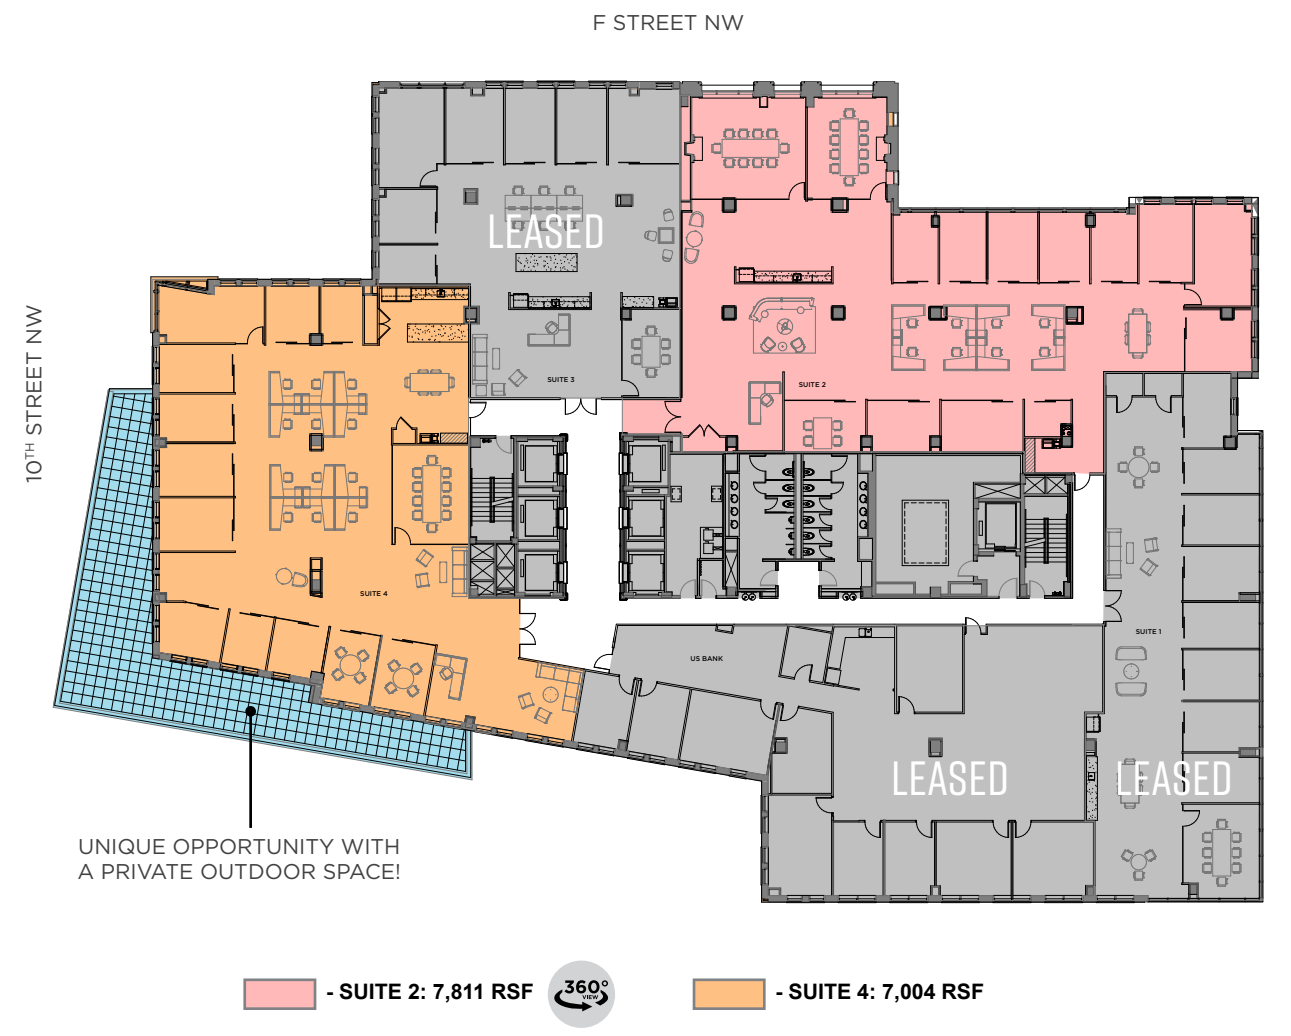 F STREET NW
10TH STREET NW
LEASED
SUITE 3
SUITE 2
SUITE 4
SUITE 1
US BANK
LEASED
LEASED
UNIQUE OPPORTUNITY WITH
A PRIVATE OUTDOOR SPACE!
- SUITE 2: 7,811 RSF
360°
VIEW
- SUITE 4: 7,004 RSF